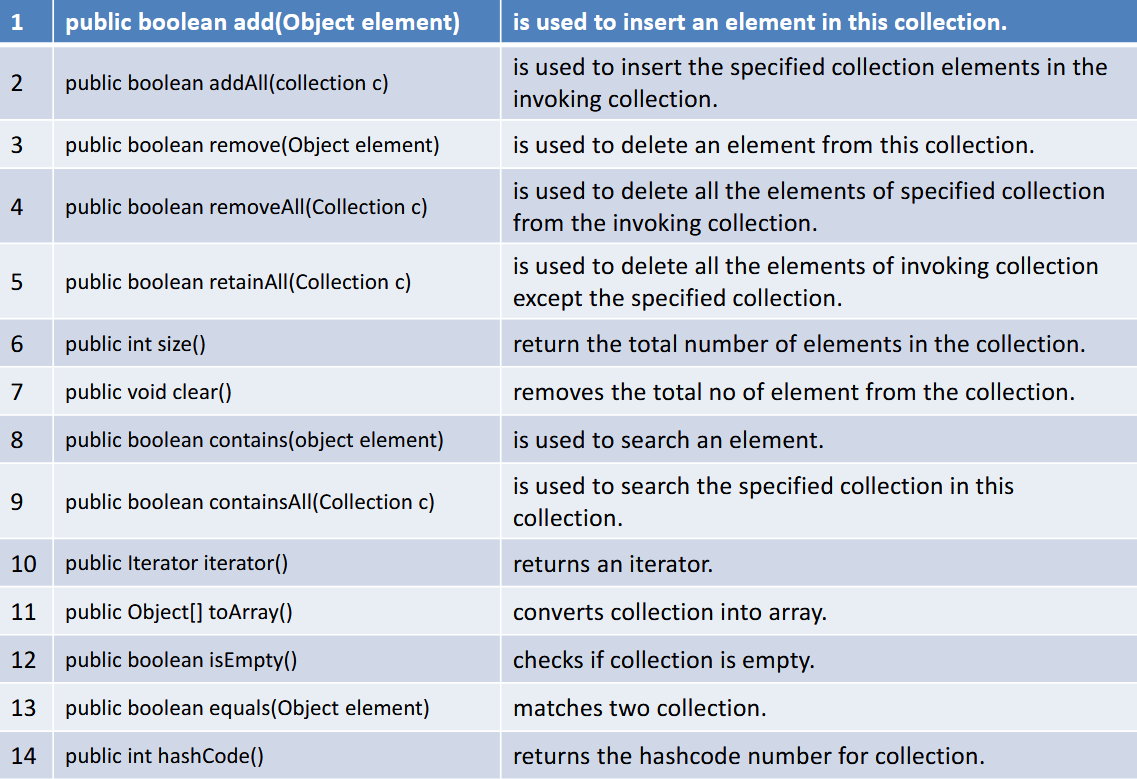 1 public boolean add(Object element) is used to insert an element in this collection.
2 public boolean addAll(collection c) is used to insert the specified collection elements in the
invoking collection.
3 public boolean remove(Object element) is used to delete an element from this collection.
4 public boolean removeAll(Collection c) is used to delete all the elements of specified collection
from the invoking collection.
5 public boolean retainAll(Collection c) is used to delete all the elements of invoking collection
except the specified collection.
6 public int size() return the total number of elements in the collection.
7 public void clear() removes the total no of element from the collection.
8 public boolean contains(object element) is used to search an element.
9 public boolean containsAll(Collection c) is used to search the specified collection in this
collection.
10 public Iterator iterator() returns an iterator.
11 public Object[] toArray() converts collection into array.
12 public boolean isEmpty() checks if collection is empty.
13 public boolean equals(Object element) matches two collection.
14 public int hashCode() returns the hashcode number for collection.